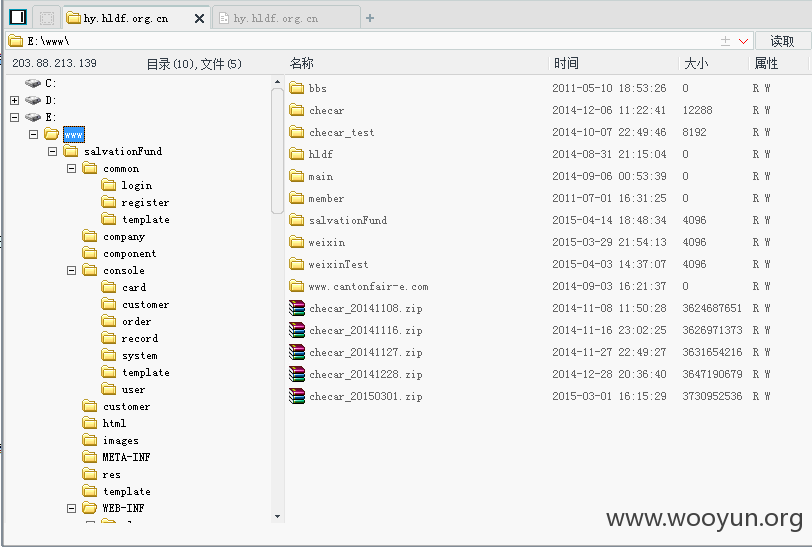 hy.hldf.org.cn hy.hldf.org.cn
E:\www\ 读取
203.88.213.139 目录(10),文件(5) 名称 时间 大小 属性
C:
D:
E:
www
salvationFund
common
login
register
template
company
component
console
card
customer
order
record
system
template
user
customer
html
images
META-INF
res
template
WEB-INF
bbs 2011-05-10 18:53:26 0 R W
checar 2014-12-06 11:22:41 12288 R W
checar_test 2014-10-07 22:49:46 8192 R W
hldf 2014-08-31 21:15:04 0 R W
main 2014-09-06 00:53:39 0 R W
member 2011-07-01 16:31:25 0 R W
salvationFund 2015-04-14 18:48:34 4096 R W
weixin 2015-03-29 21:54:13 4096 R W
weixinTest 2015-04-03 14:37:07 4096 R W
www.cantonfair-e.com 2014-09-03 16:21:37 0 R W
checar_20141108.zip 2014-11-08 11:50:28 3624687651 R W
checar_20141116.zip 2014-11-16 23:02:25 3626971373 R W
checar_20141127.zip 2014-11-27 22:49:27 3631654216 R W
checar_20141228.zip 2014-12-28 20:36:40 3647190679 R W
checar_20150301.zip 2015-03-01 16:15:29 3730952536 R W
www.wooyun.org